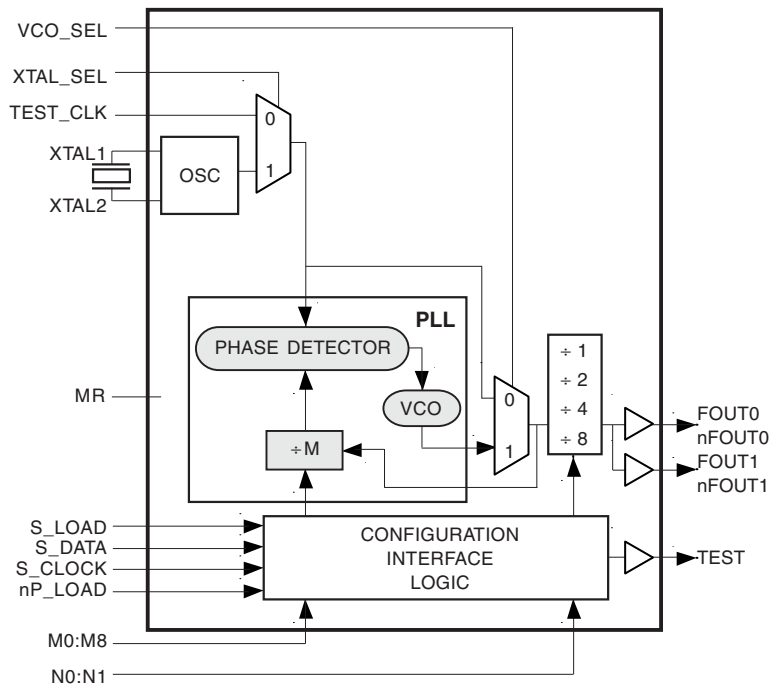 VCO_SEL
XTAL_SEL
TEST_CLK
0
XTAL1
OSC
1
XTAL2
PLL
PHASE DETECTOR
÷ 1
÷ 2
÷ 4
÷ 8
MR
VCO
0
1
÷M
FOUT0
nFOUT0
FOUT1
nFOUT1
S_LOAD
S_DATA
S_CLOCK
nP_LOAD
CONFIGURATION
INTERFACE
LOGIC
TEST
M0:M8
N0:N1